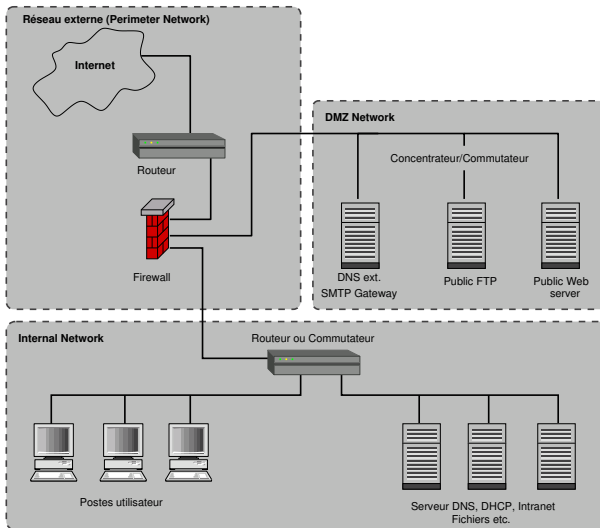 Réseau externe (Perimeter Network)
Internet
Routeur
Firewall
DMZ Network
Concentrateur/Commutateur
DNS ext.
SMTP Gateway
Public FTP
Public Web
server
Internal Network
Routeur ou Commutateur
Postes utilisateur
Serveur DNS, DHCP, Intranet
Fichiers etc.